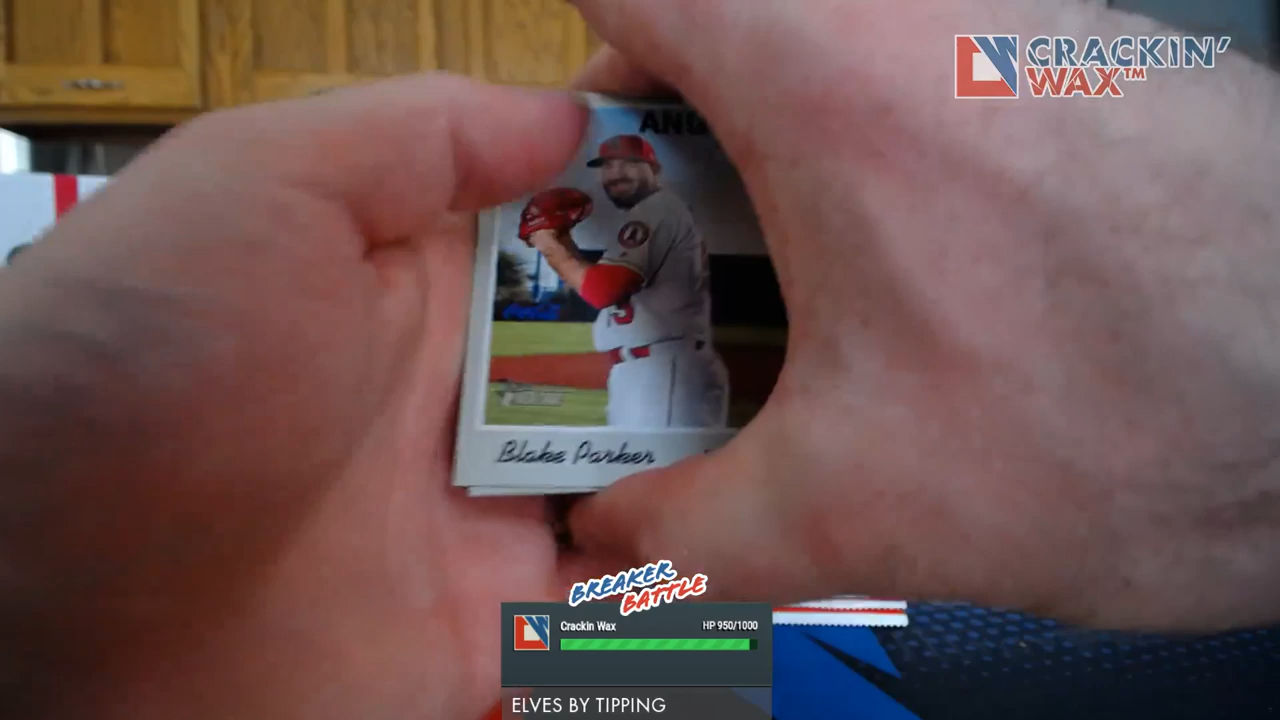 CRACKIN'
WAX™
ANG
Blake Parker
BREAKER
BATTLE
Crackin Wax
HP 950/1000
ELVES BY TIPPING